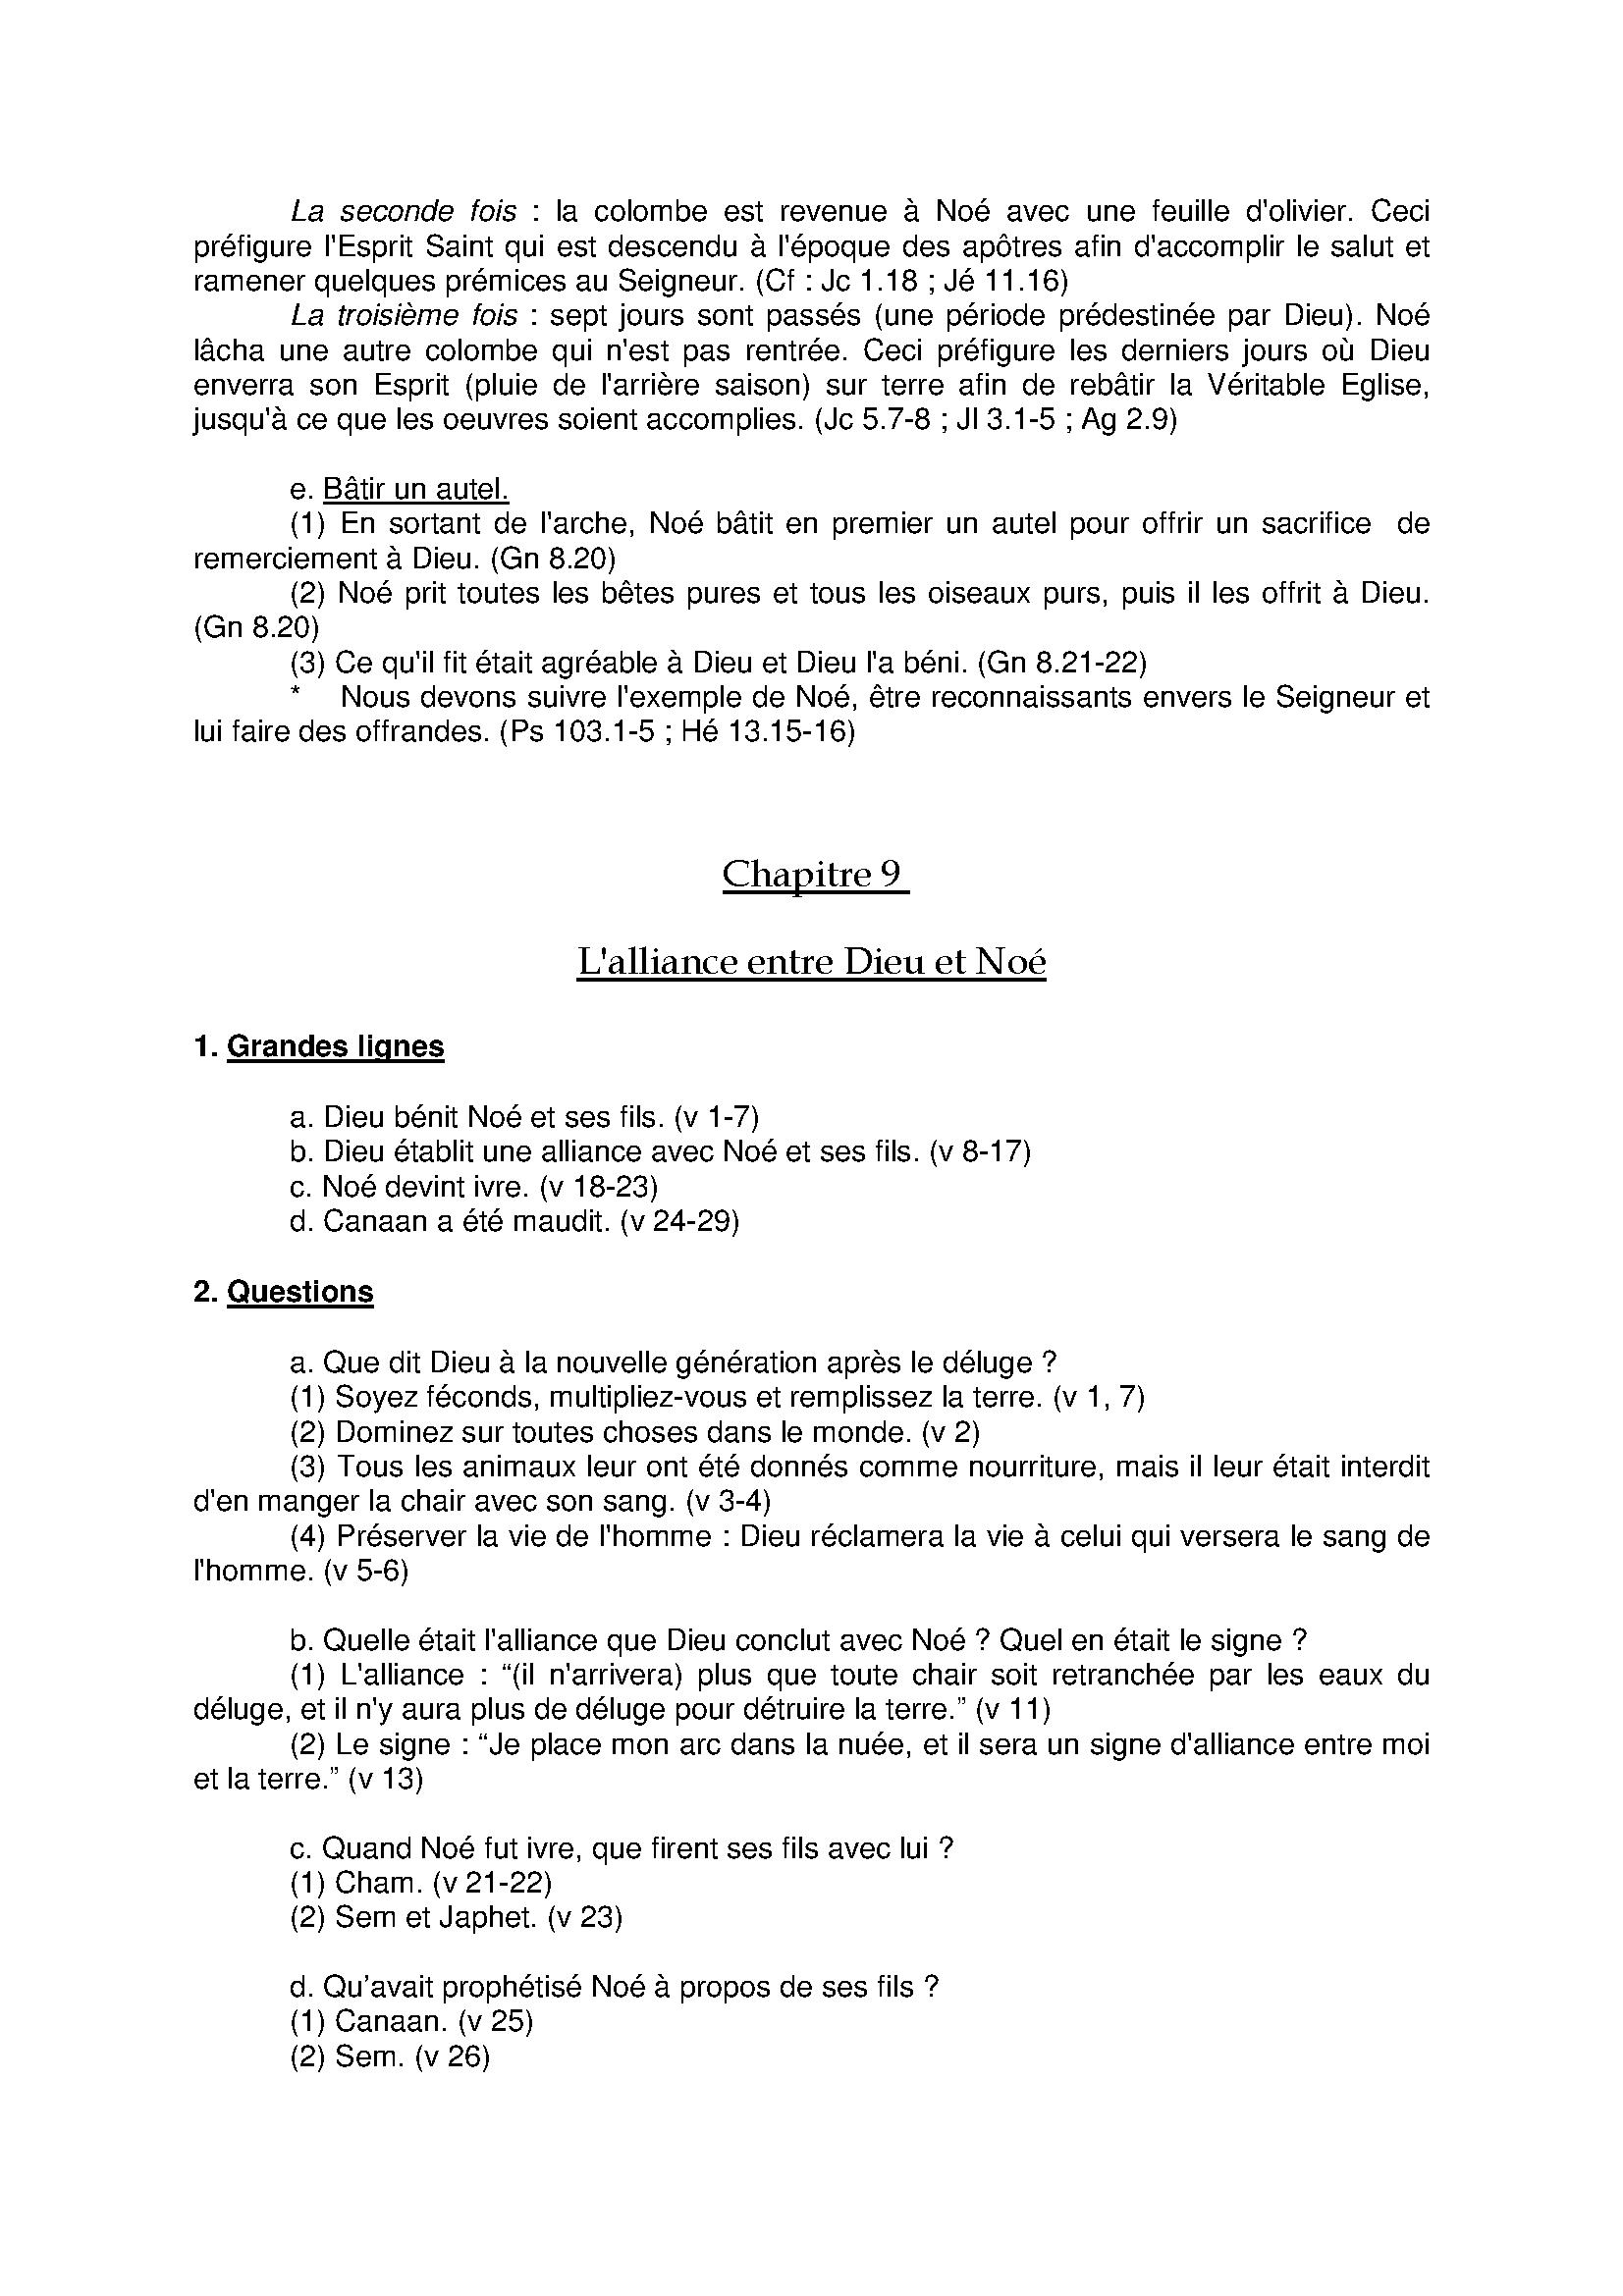 La seconde fois : la colombe est revenue à Noé avec une feuille d'olivier. Ceci
préfigure l'Esprit Saint qui est descendu à l'époque des apôtres afin d'accomplir le salut et
ramener quelques prémices au Seigneur. (Cf : Jc 1.18 ; Jé 11.16)
La troisième fois : sept jours sont passés (une période prédestinée par Dieu). Noé
lâcha une autre colombe qui n'est pas rentrée. Ceci préfigure les derniers jours où Dieu
enverra son Esprit (pluie de l'arrière saison) sur terre afin de rebâtir la Véritable Eglise,
jusqu'à ce que les oeuvres soient accomplies. (Jc 5.7-8 ; Jl 3.1-5 ; Ag 2.9)
e. Bâtir un autel.
(1) En sortant de l'arche, Noé bâtit en premier un autel pour offrir un sacrifice de
remerciement à Dieu. (Gn 8.20)
(2) Noé prit toutes les bêtes pures et tous les oiseaux purs, puis il les offrit à Dieu.
(Gn 8.20)
(3) Ce qu'il fit était agréable à Dieu et Dieu l'a béni. (Gn 8.21-22)
* Nous devons suivre l'exemple de Noé, être reconnaissants envers le Seigneur et
lui faire des offrandes. (Ps 103.1-5 ; Hé 13.15-16)
Chapitre 9
L'alliance entre Dieu et Noé
1. Grandes lignes
a. Dieu bénit Noé et ses fils. (v 1-7)
b. Dieu établit une alliance avec Noé et ses fils. (v 8-17)
c. Noé devint ivre. (v 18-23)
d. Canaan a été maudit. (v 24-29)
2. Questions
a. Que dit Dieu à la nouvelle génération après le déluge ?
(1) Soyez féconds, multipliez-vous et remplissez la terre. (v 1, 7)
(2) Dominez sur toutes choses dans le monde. (v 2)
(3) Tous les animaux leur ont été donnés comme nourriture, mais il leur était interdit
d'en manger la chair avec son sang. (v 3-4)
(4) Préserver la vie de l'homme : Dieu réclamera la vie à celui qui versera le sang de
l'homme. (v 5-6)
b. Quelle était l'alliance que Dieu conclut avec Noé ? Quel en était le signe ?
(1) L'alliance : “(il n'arrivera) plus que toute chair soit retranchée par les eaux du
déluge, et il n'y aura plus de déluge pour détruire la terre.” (v 11)
(2) Le signe : “Je place mon arc dans la nuée, et il sera un signe d'alliance entre moi
et la terre.” (v 13)
c. Quand Noé fut ivre, que firent ses fils avec lui ?
(1) Cham. (v 21-22)
(2) Sem et Japhet. (v 23)
d. Qu’avait prophétisé Noé à propos de ses fils ?
(1) Canaan. (v 25)
(2) Sem. (v 26)